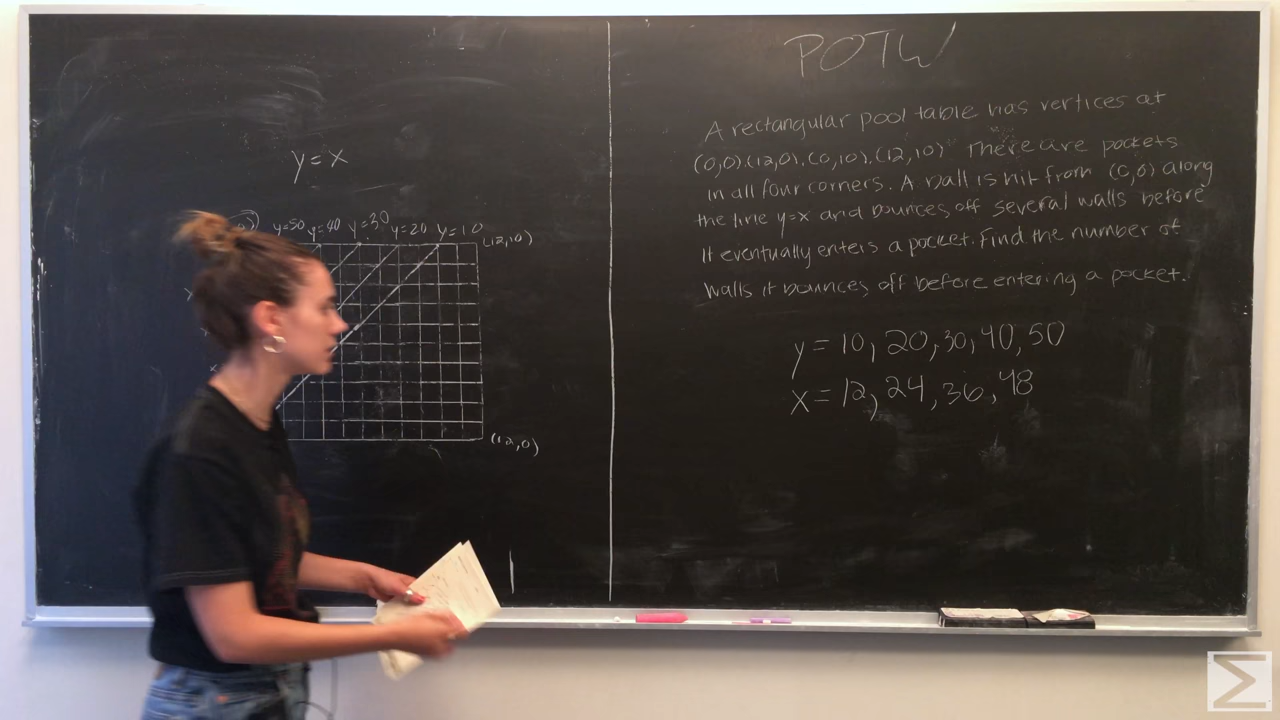 POTW
A rectangular pool table has vertices at
(0,0),(12,0),(0,10),(12,10) There are pockets
in all four corners. A Ball is hit from (0,0) along
the line y=x and bounces off several walls before
it eventually enters a pocket. Find the number of
walls it bounces off before entering a pocket.
y = 10, 20, 30, 40, 50
x = 12, 24, 36, 48
y = x
y=50 y=40 y=30 y=20 y=10
(12,10)
(12,0)
Σ